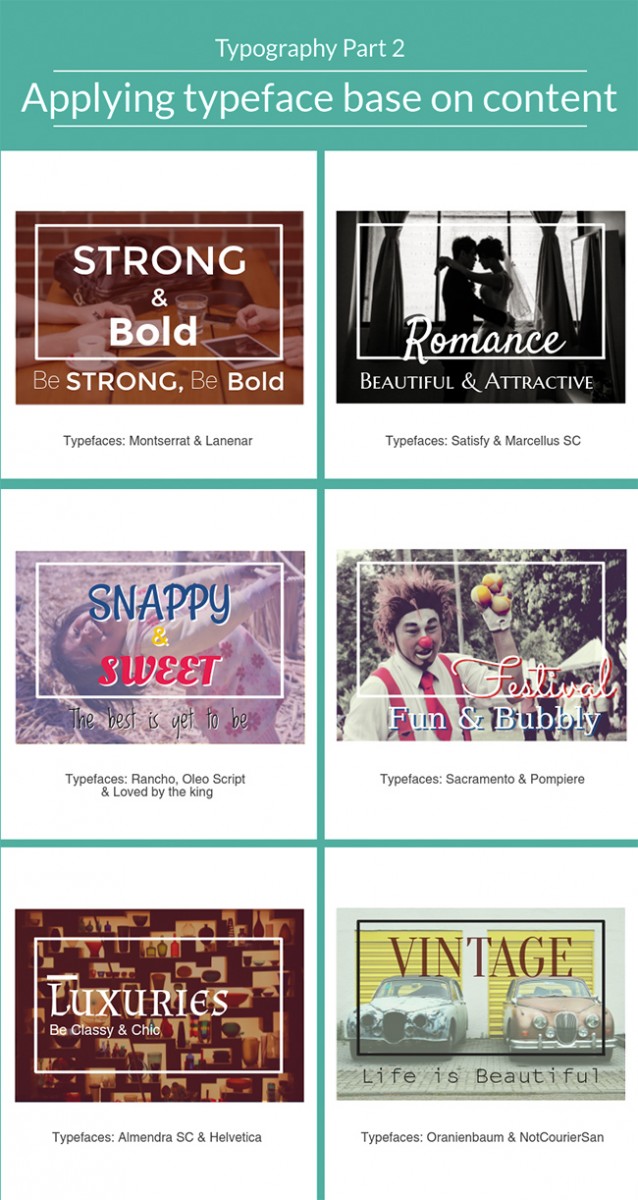 Typography Part 2
Applying typeface base on content
STRONG
&
Bold
Be STRONG, Be Bold
Typefaces: Montserrat & Lanenar
Romance
BEAUTIFUL & ATTRACTIVE
Typefaces: Satisfy & Marcellus SC
SNAPPY
&
SWEET
The best is yet to be
Typefaces: Rancho, Oleo Script
& Loved by the king
Festival
Fun & Bubbly
Typefaces: Sacramento & Pompiere
LUXURIES
Be Classy & Chic
Typefaces: Almendra SC & Helvetica
VINTAGE
Life is Beautiful
Typefaces: Oranienbaum & NotCourierSan